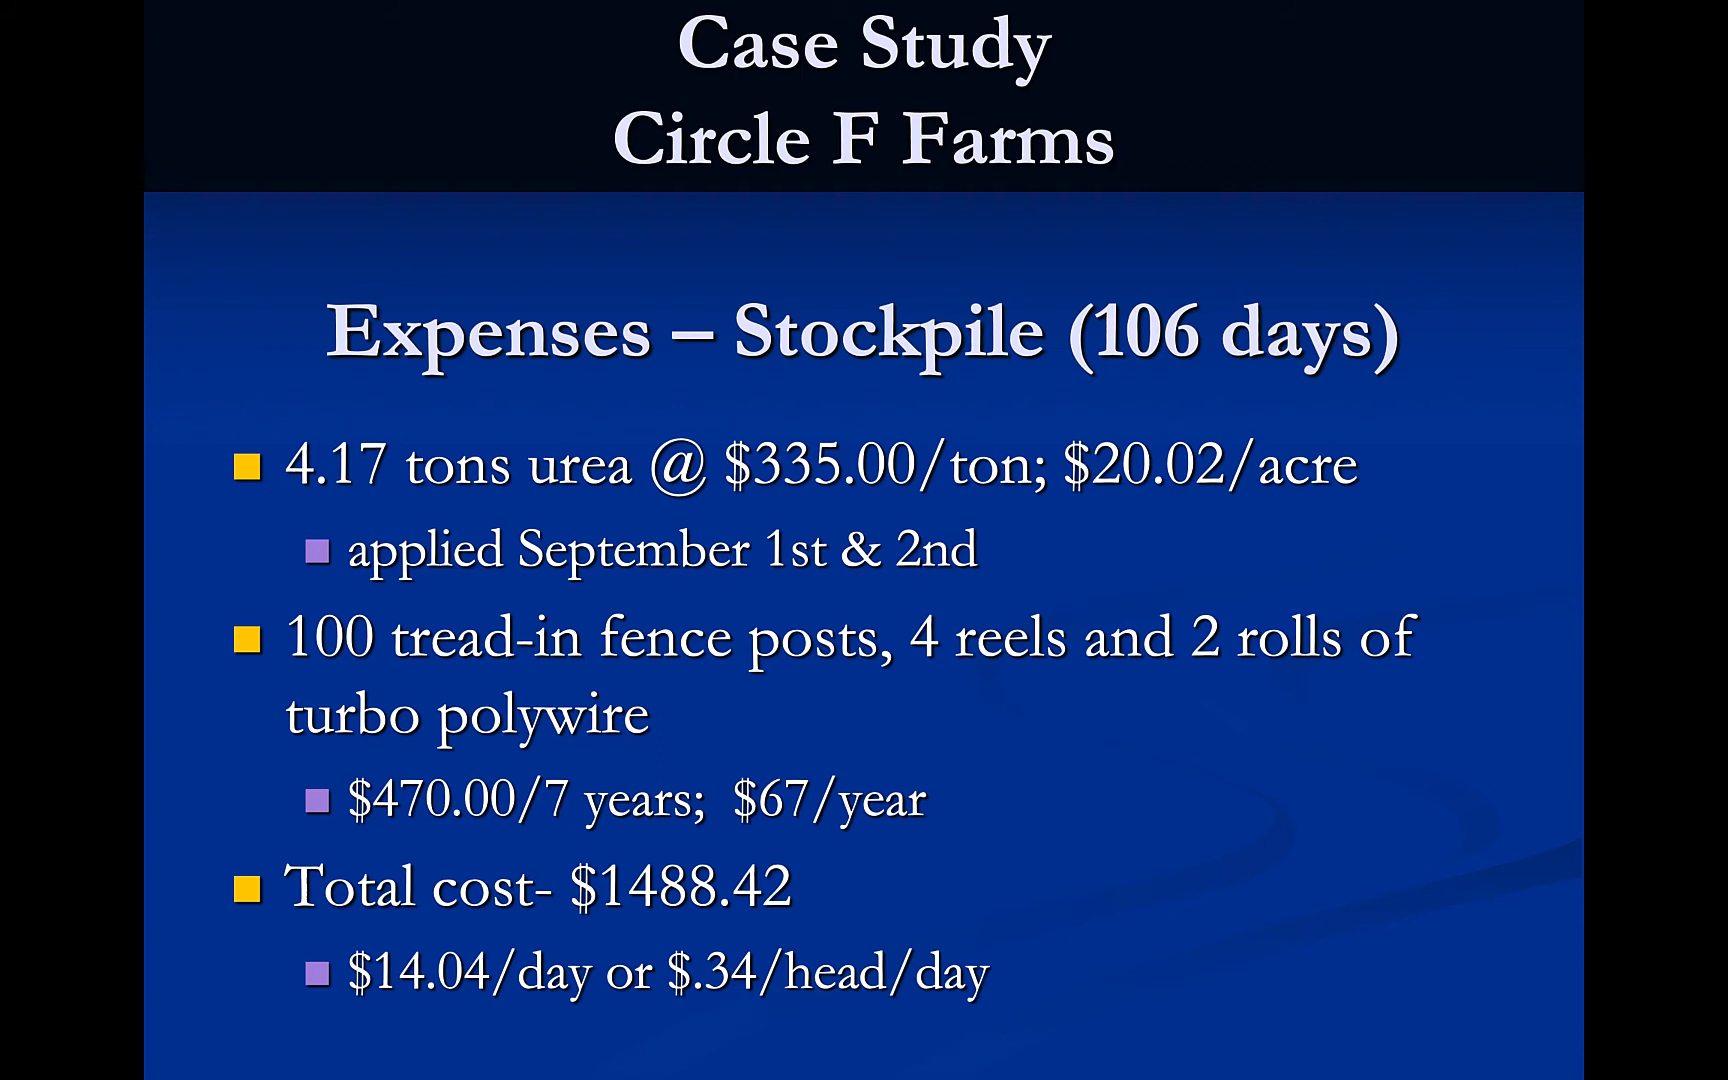 Case Study
Circle F Farms
Expenses – Stockpile (106 days)
4.17 tons urea @ $335.00/ton; $20.02/acre
applied September 1st & 2nd
100 tread-in fence posts, 4 reels and 2 rolls of
turbo polywire
$470.00/7 years;  $67/year
Total cost- $1488.42
$14.04/day or $.34/head/day